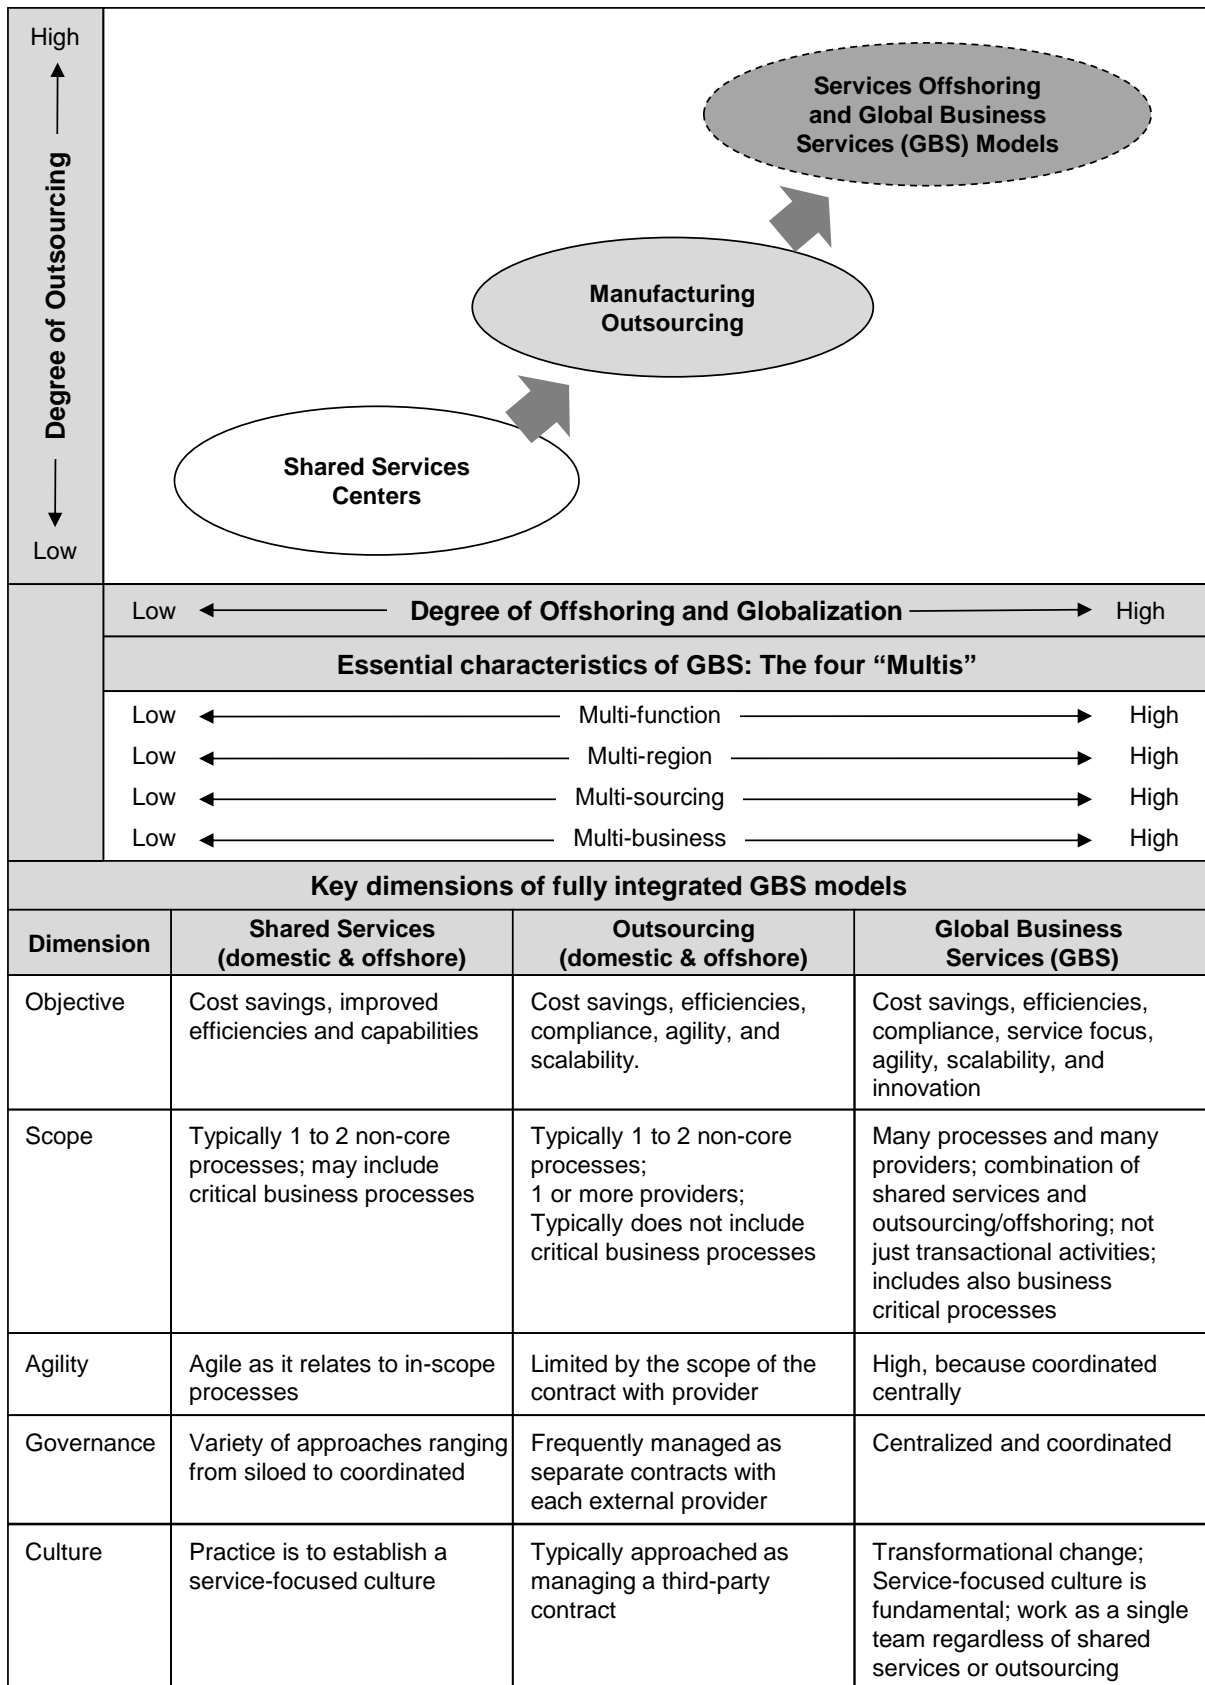 High
Degree of Outsourcing
Low
Services Offshoring
and Global Business
Services (GBS) Models
Manufacturing
Outsourcing
Shared Services
Centers
Low Degree of Offshoring and Globalization High
Essential characteristics of GBS: The four “Multis”
Low Multi-function High
Low Multi-region High
Low Multi-sourcing High
Low Multi-business High
Key dimensions of fully integrated GBS models
Dimension
Shared Services
(domestic & offshore)
Outsourcing
(domestic & offshore)
Global Business
Services (GBS)
Objective
Cost savings, improved
efficiencies and capabilities
Cost savings, efficiencies,
compliance, agility, and
scalability.
Cost savings, efficiencies,
compliance, service focus,
agility, scalability, and
innovation
Scope
Typically 1 to 2 non-core
processes; may include
critical business processes
Typically 1 to 2 non-core
processes;
1 or more providers;
Typically does not include
critical business processes
Many processes and many
providers; combination of
shared services and
outsourcing/offshoring; not
just transactional activities;
includes also business
critical processes
Agility
Agile as it relates to in-scope
processes
Limited by the scope of the
contract with provider
High, because coordinated
centrally
Governance
Variety of approaches ranging
from siloed to coordinated
Frequently managed as
separate contracts with
each external provider
Centralized and coordinated
Culture
Practice is to establish a
service-focused culture
Typically approached as
managing a third-party
contract
Transformational change;
Service-focused culture is
fundamental; work as a single
team regardless of shared
services or outsourcing